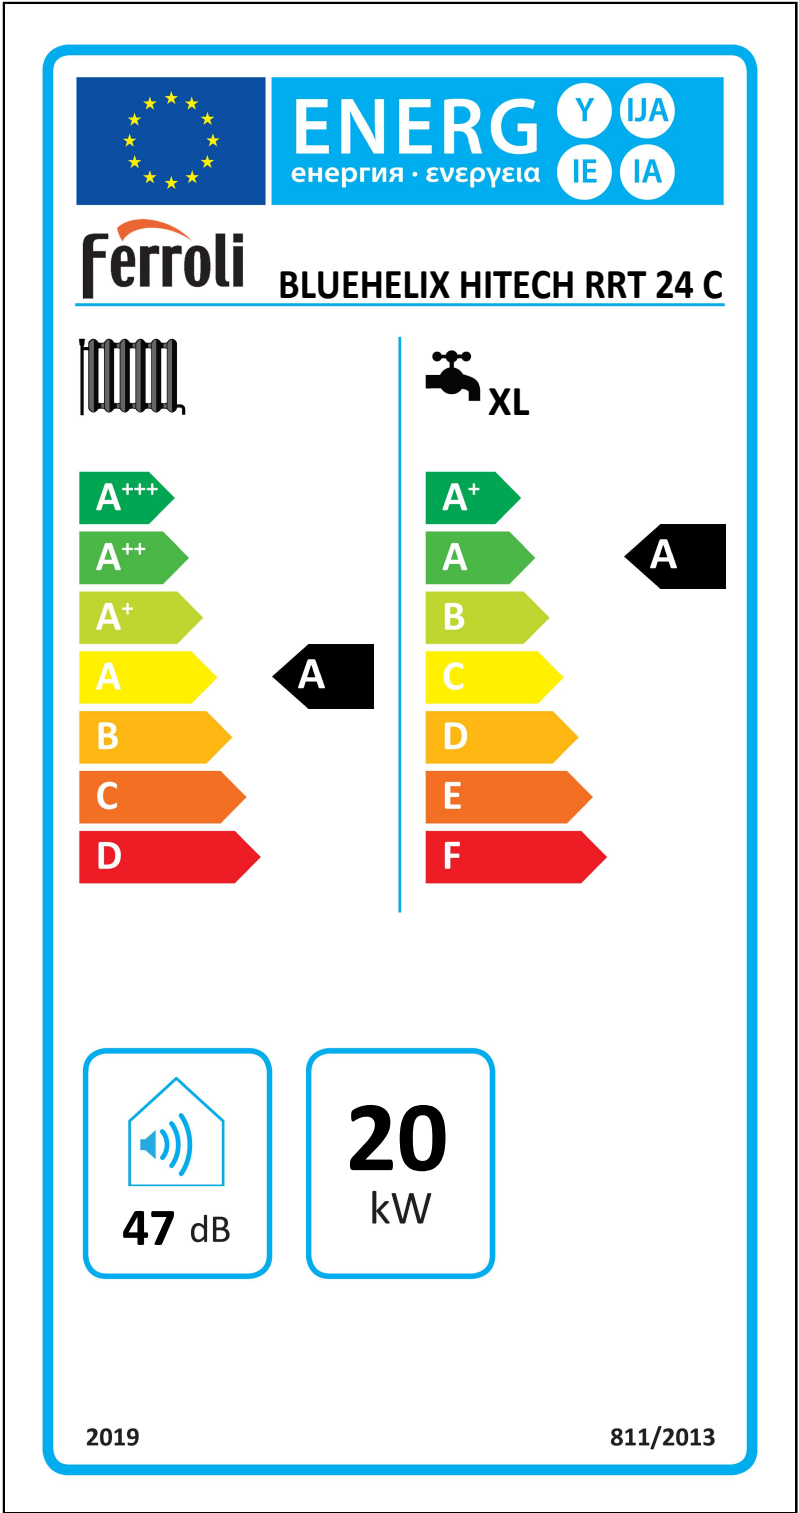 ENERG
енергия · ενεργεια
Y IJA
IE IA
Ferroli
BLUEHELIX HITECH RRT 24 C
XL
A+++
A++
A+
A
B
C
D
A
A+
A
B
C
D
E
F
A
47 dB
20
kW
2019
811/2013